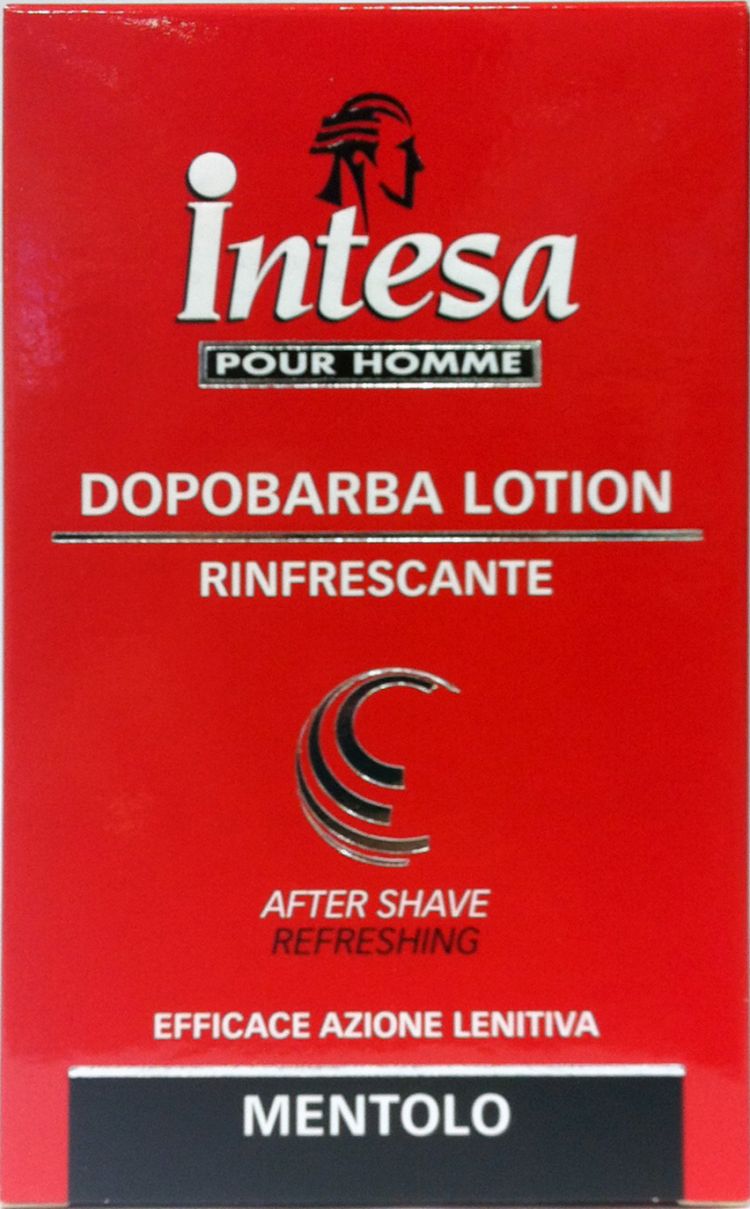 intesa
POUR HOMME
DOPOBARBA LOTION
RINFRESCANTE
AFTER SHAVE
REFRESHING
EFFICACE AZIONE LENITIVA
MENTOLO